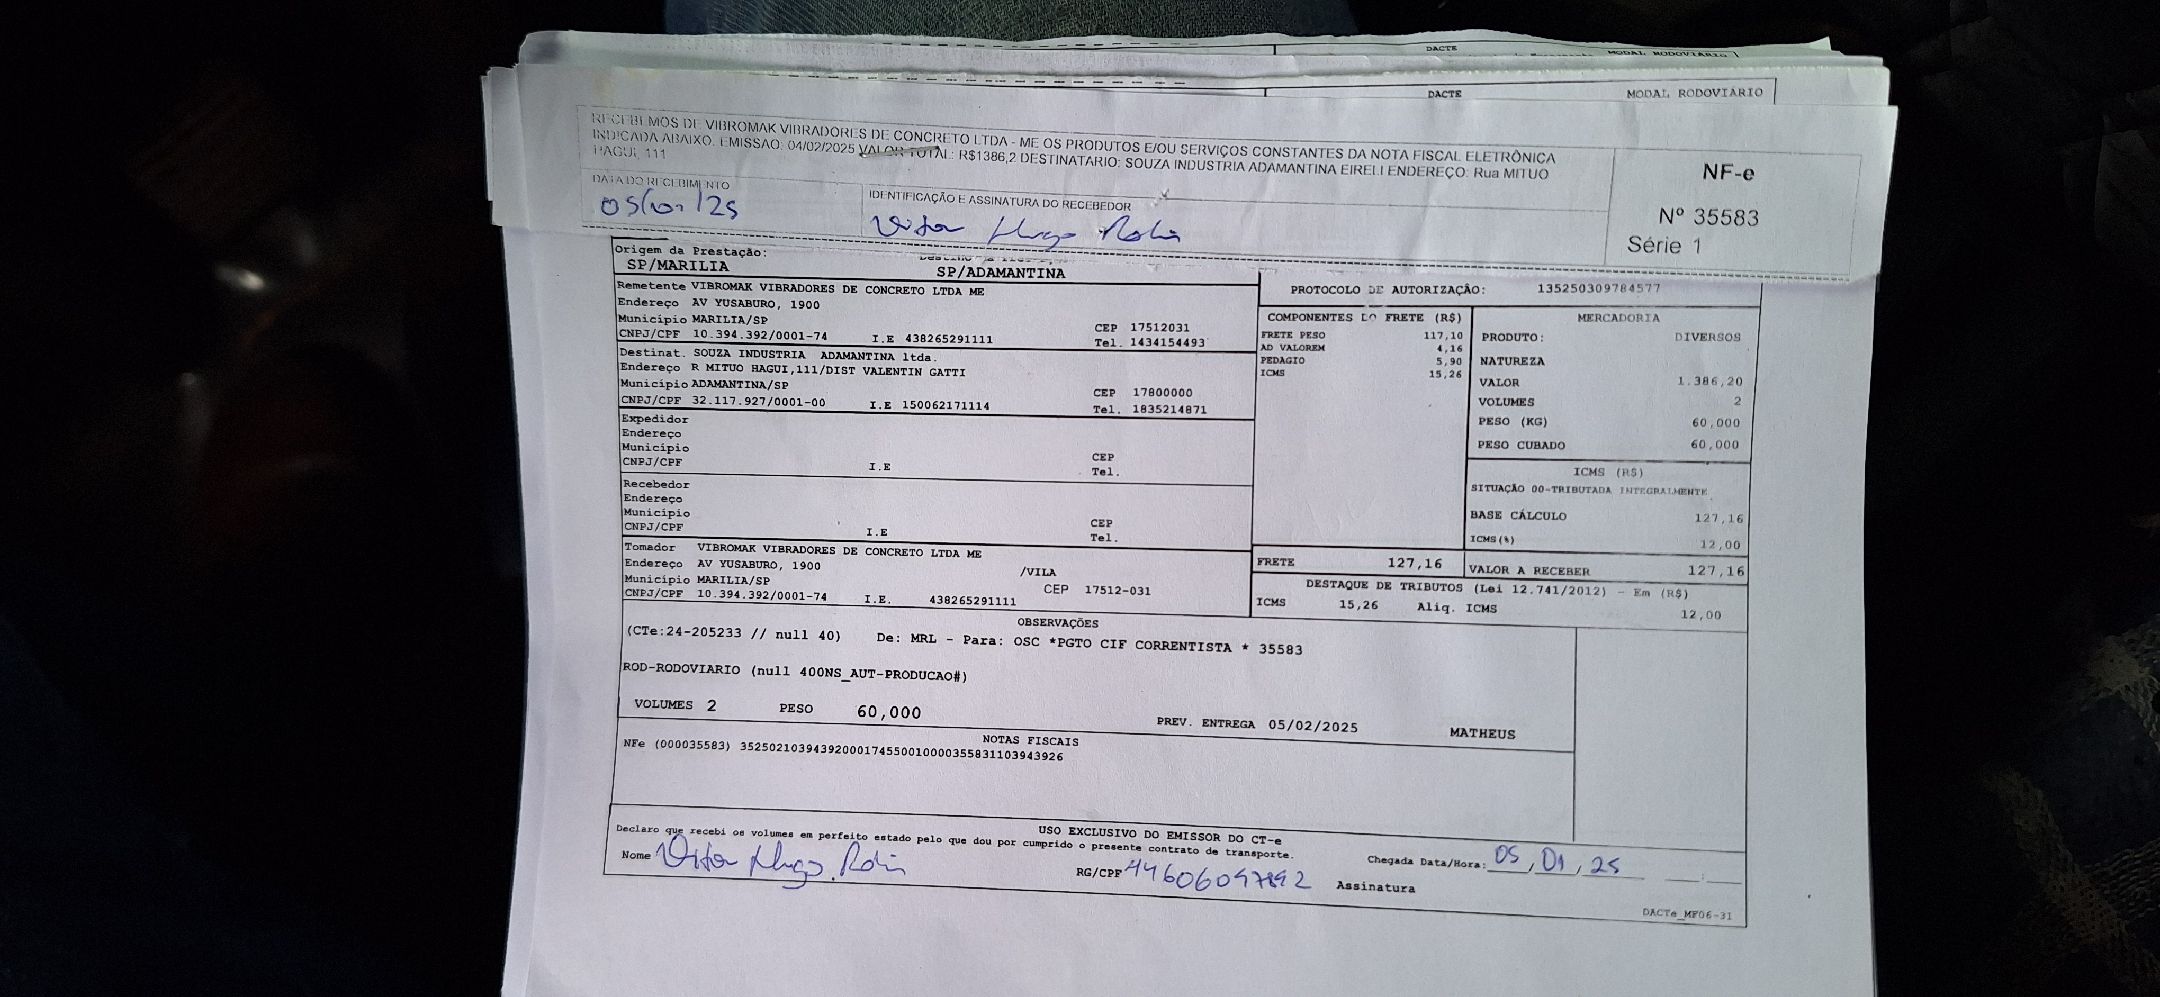 DACTE
MODAL RODOVIÁRIO
DACTE MODAL RODOVIÁRIO
RECEBEMOS DE VIBROMAK VIBRADORES DE CONCRETO LTDA - ME OS PRODUTOS E/OU SERVIÇOS CONSTANTES DA NOTA FISCAL ELETRÔNICA
INDICADA ABAIXO. EMISSAO: 04/02/2025 VALOR TOTAL: R$1386,2 DESTINATARIO: SOUZA INDUSTRIA ADAMANTINA EIRELI ENDEREÇO: Rua MITUO
HAGUI, 111
NF-e
Nº 35583
Série 1
DATA DO RECEBIMENTO
IDENTIFICAÇÃO E ASSINATURA DO RECEBEDOR
Vitor Hugo
Origem da Prestação:
SP/MARILIA SP/ADAMANTINA
Remetente VIBROMAK VIBRADORES DE CONCRETO LTDA ME
Endereço AV YUSABURO, 1900
Município MARILIA/SP CEP 17512031
CNPJ/CPF 10.394.392/0001-74 I.E 438265291111 Tel. 1434154493
Destinat. SOUZA INDUSTRIA ADAMANTINA ltda.
Endereço R MITUO HAGUI,111/DIST VALENTIN GATTI
Município ADAMANTINA/SP CEP 17800000
CNPJ/CPF 32.117.927/0001-00 I.E 150062171114 Tel. 1835214871
Expedidor
Endereço
Município CEP
CNPJ/CPF I.E Tel.
Recebedor
Endereço
Município CEP
CNPJ/CPF I.E Tel.
Tomador VIBROMAK VIBRADORES DE CONCRETO LTDA ME
Endereço AV YUSABURO, 1900 /VILA
Município MARILIA/SP CEP 17512-031
CNPJ/CPF 10.394.392/0001-74 I.E. 438265291111
PROTOCOLO DE AUTORIZAÇÂO: 135250309784577
COMPONENTES DO FRETE (R$)
FRETE PESO 117,10
AD VALOREM 4,16
PEDAGIO 5,90
ICMS 15,26
MERCADORIA
PRODUTO: DIVERSOS
NATUREZA
VALOR 1.386,20
VOLUMES 2
PESO (KG) 60,000
PESO CUBADO 60,000
ICMS (R$)
SITUAÇÃO 00-TRIBUTADA INTEGRALMENTE
BASE CÁLCULO 127,16
ICMS(%) 12,00
FRETE 127,16 VALOR A RECEBER 127,16
DESTAQUE DE TRIBUTOS (Lei 12.741/2012) - Em (R$)
ICMS 15,26 Aliq. ICMS 12,00
OBSERVAÇÕES
(CTe:24-205233 // null 40) De: MRL - Para: OSC *PGTO CIF CORRENTISTA * 35583
ROD-RODOVIARIO (null 400NS_AUT-PRODUCAO#)
VOLUMES 2 PESO 60,000 PREV. ENTREGA 05/02/2025 MATHEUS
NOTAS FISCAIS
NFe (000035583) 35250210394392000174550010000355831103943926
USO EXCLUSIVO DO EMISSOR DO CT-e
Declaro que recebi os volumes em perfeito estado pelo que dou por cumprido o presente contrato de transporte.
Nome Vitor Hugo RG/CPF Assinatura
Chegada Data/Hora: 05,01,25
DACTe_MF06-31